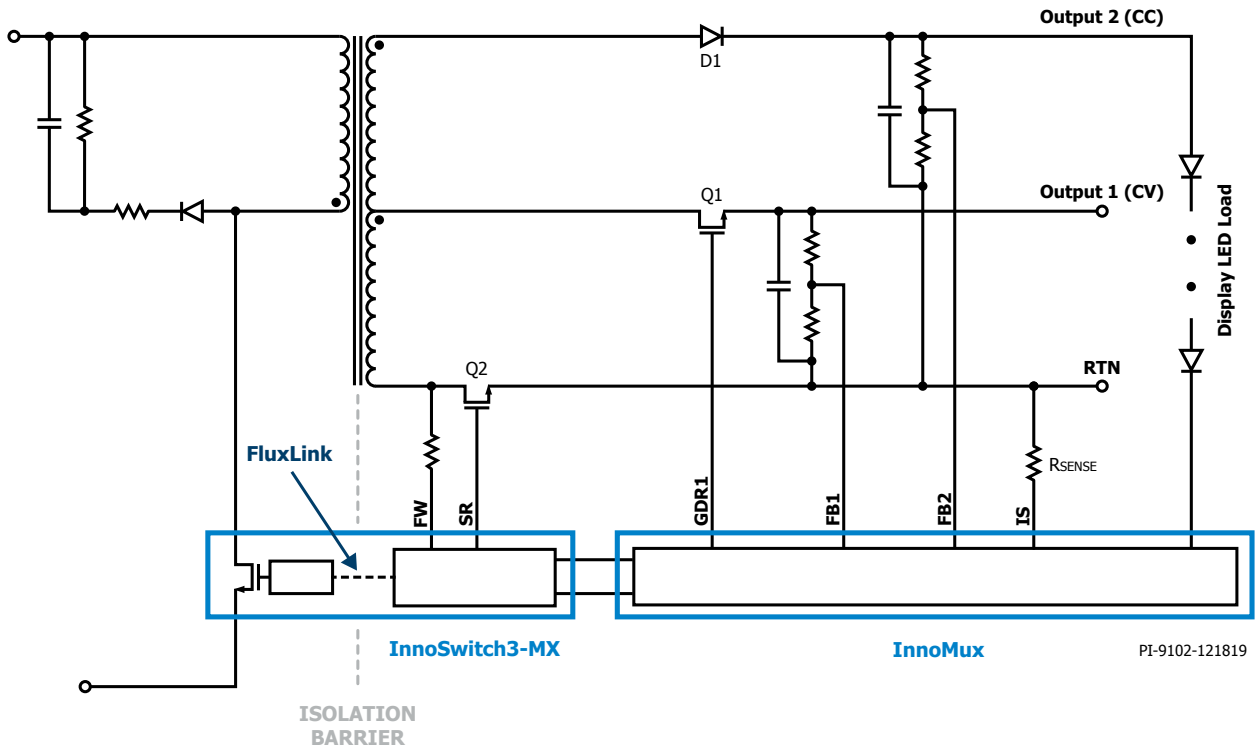 Output 2 (CC)
D1
Q1
Output 1 (CV)
Display LED Load
Q2
RTN
FluxLink
RSENSE
FW
SR
GDR1
FB1
FB2
IS
InnoSwitch3-MX
InnoMux
PI-9102-121819
ISOLATION
BARRIER